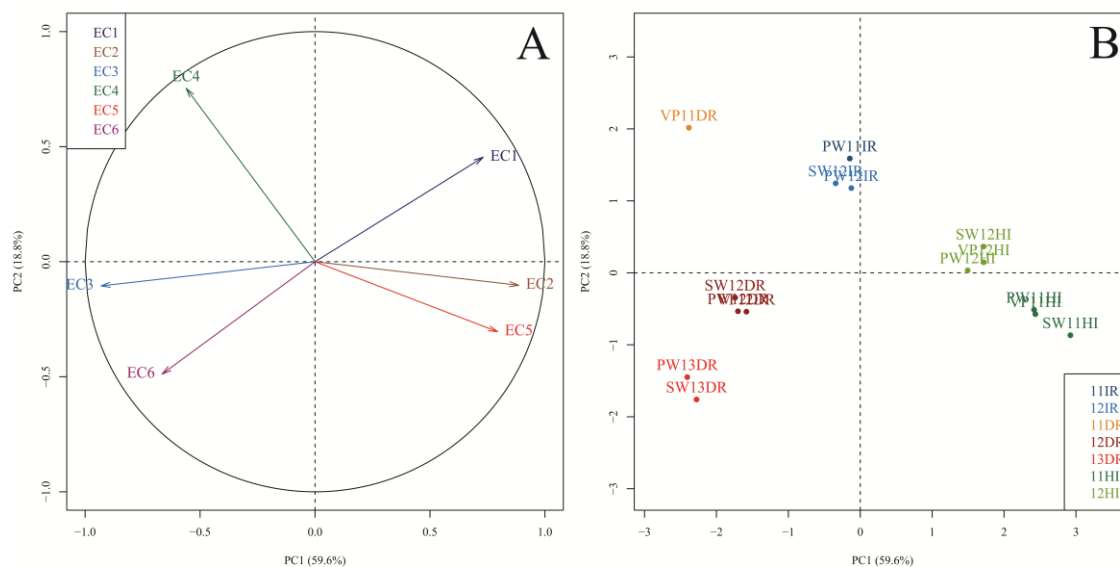 A
EC1
EC2
EC3
EC4
EC5
EC6
EC4
EC1
EC3
EC2
EC5
EC6
1.0
0.5
0.0
−0.5
−1.0
PC2 (18.8%)
−1.0
−0.5
0.0
0.5
1.0
PC1 (59.6%)
B
VP11DR
PW11IR
SW12IR
PW12IR
SW12HI
VP12HI
PW12HI
SW12DR
PW12DR
VP12DR
PW11HI
VP11HI
SW11HI
PW13DR
SW13DR
3
2
1
0
−1
−2
−3
PC2 (18.8%)
−3
−2
−1
0
1
2
3
PC1 (59.6%)
11IR
12IR
11DR
12DR
13DR
11HI
12HI